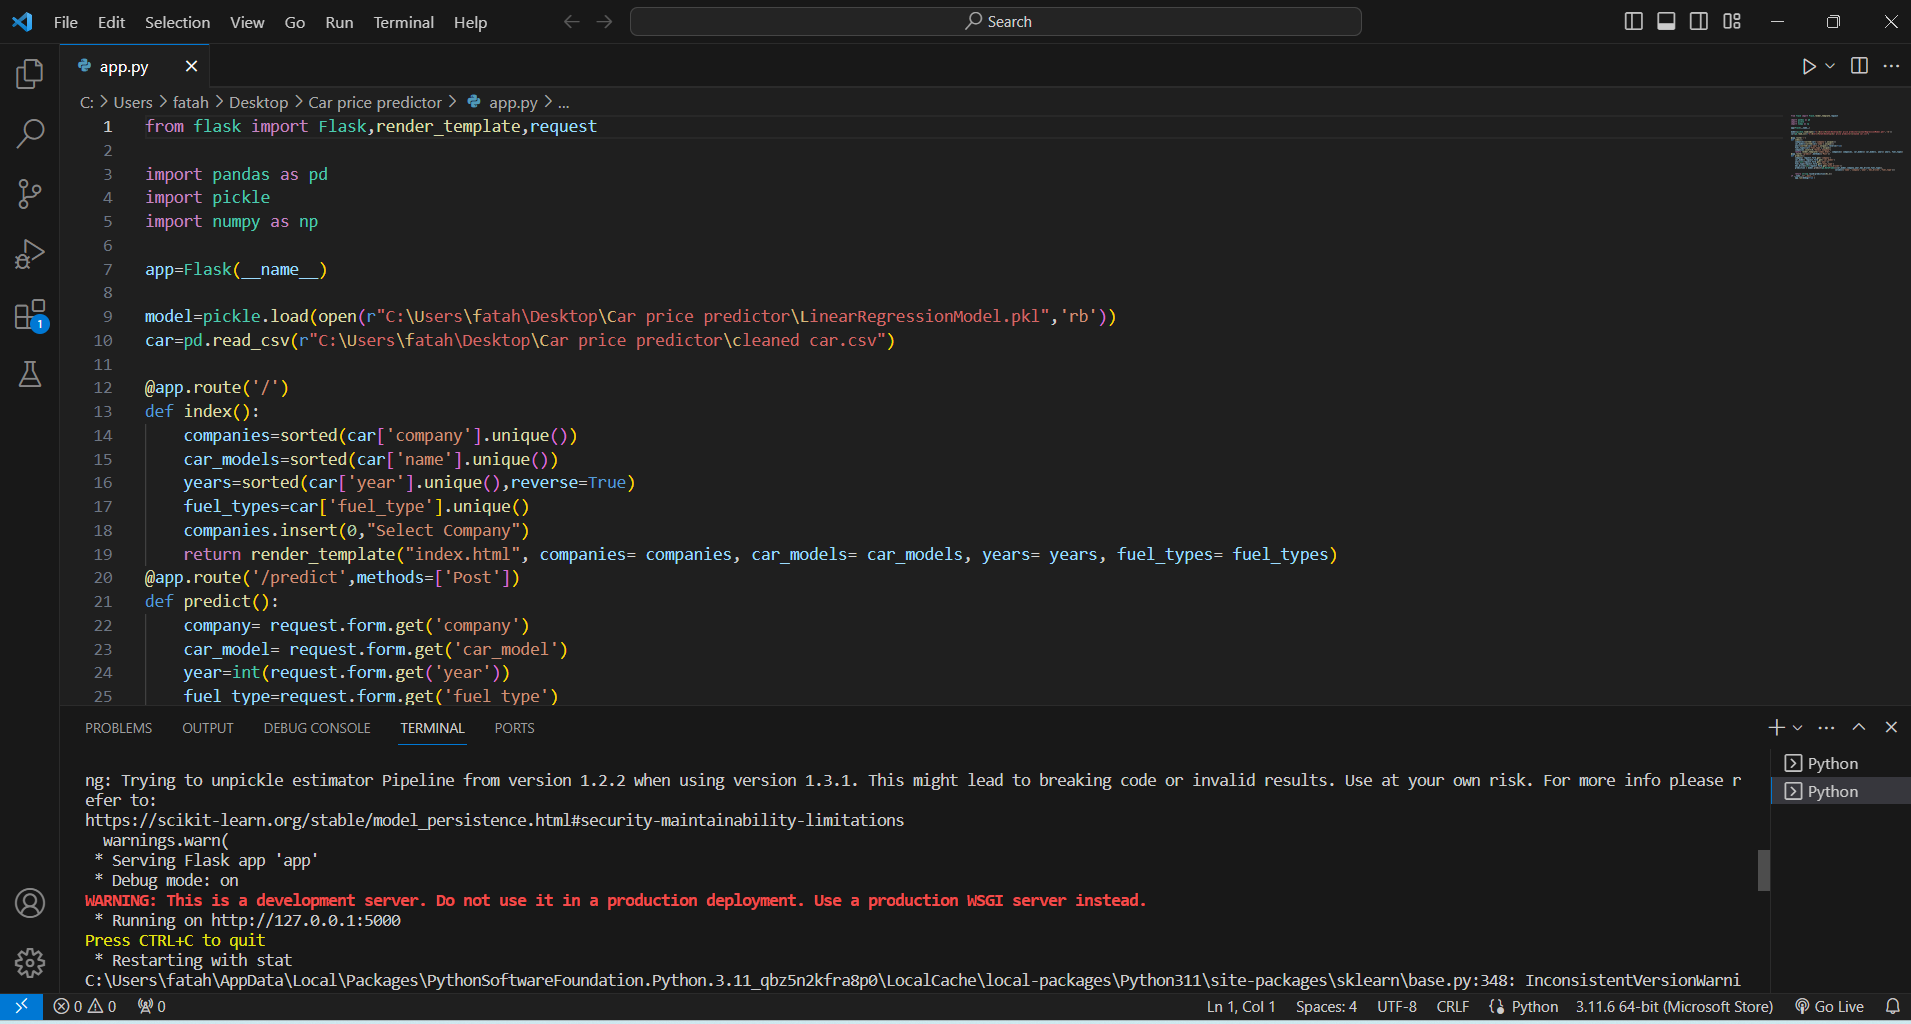 File Edit Selection View Go Run Terminal Help Search
app.py
C: > Users > fatah > Desktop > Car price predictor > app.py > ...
1 from flask import Flask,render_template,request
2
3 import pandas as pd
4 import pickle
5 import numpy as np
6
7 app=Flask(__name__)
8
9 model=pickle.load(open(r"C:\Users\fatah\Desktop\Car price predictor\LinearRegressionModel.pkl",'rb'))
10 car=pd.read_csv(r"C:\Users\fatah\Desktop\Car price predictor\cleaned car.csv")
11
12 @app.route('/')
13 def index():
14     companies=sorted(car['company'].unique())
15     car_models=sorted(car['name'].unique())
16     years=sorted(car['year'].unique(),reverse=True)
17     fuel_types=car['fuel_type'].unique()
18     companies.insert(0,"Select Company")
19     return render_template("index.html", companies= companies, car_models= car_models, years= years, fuel_types= fuel_types)
20 @app.route('/predict',methods=['Post'])
21 def predict():
22     company= request.form.get('company')
23     car_model= request.form.get('car_model')
24     year=int(request.form.get('year'))
25     fuel_type=request.form.get('fuel_type')
PROBLEMS OUTPUT DEBUG CONSOLE TERMINAL PORTS
ng: Trying to unpickle estimator Pipeline from version 1.2.2 when using version 1.3.1. This might lead to breaking code or invalid results. Use at your own risk. For more info please r
efer to:
https://scikit-learn.org/stable/model_persistence.html#security-maintainability-limitations
  warnings.warn(
 * Serving Flask app 'app'
 * Debug mode: on
WARNING: This is a development server. Do not use it in a production deployment. Use a production WSGI server instead.
 * Running on http://127.0.0.1:5000
Press CTRL+C to quit
 * Restarting with stat
C:\Users\fatah\AppData\Local\Packages\PythonSoftwareFoundation.Python.3.11_qbz5n2kfra8p0\LocalCache\local-packages\Python311\site-packages\sklearn\base.py:348: InconsistentVersionWarni
Python
Python
1
0 0 0 Ln 1, Col 1 Spaces: 4 UTF-8 CRLF Python 3.11.6 64-bit (Microsoft Store) Go Live